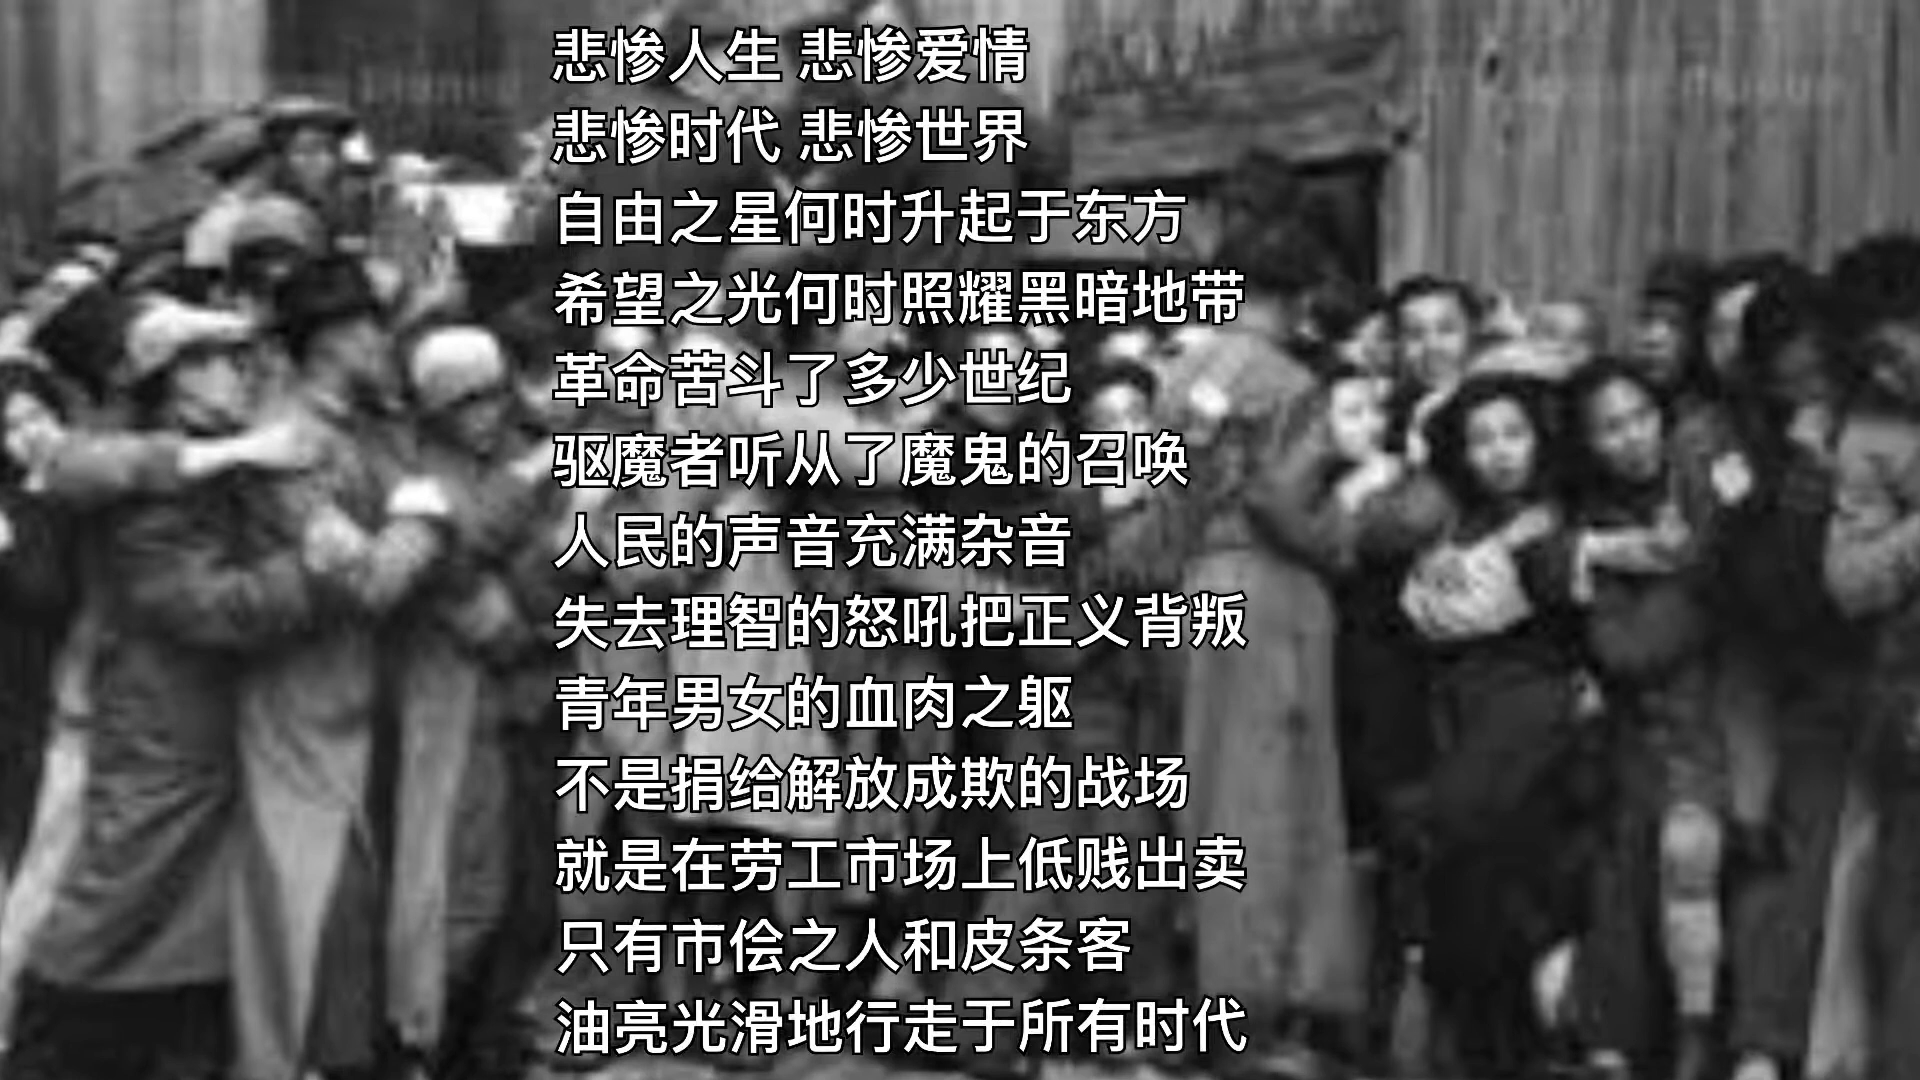 悲惨人生 悲惨爱情
悲惨时代 悲惨世界
自由之星何时升起于东方
希望之光何时照耀黑暗地带
革命苦斗了多少世纪
驱魔者听从了魔鬼的召唤
人民的声音充满杂音
失去理智的怒吼把正义背叛
青年男女的血肉之躯
不是捐给解放成欺的战场
就是在劳工市场上低贱出卖
只有市侩之人和皮条客
油亮光滑地行走于所有时代